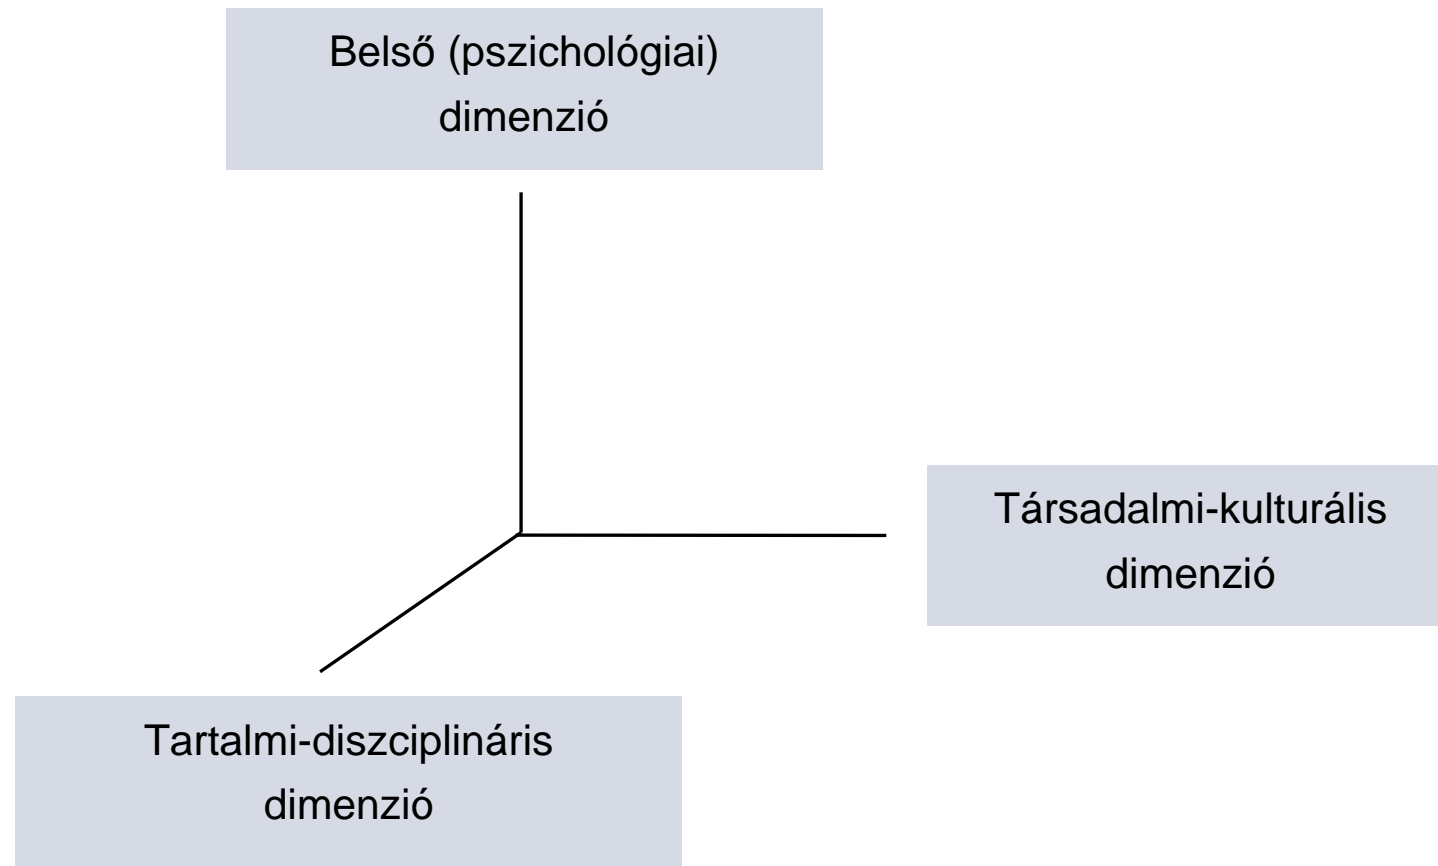 Belső (pszichológiai)
dimenzió
Társadalmi-kulturális
dimenzió
Tartalmi-diszciplináris
dimenzió